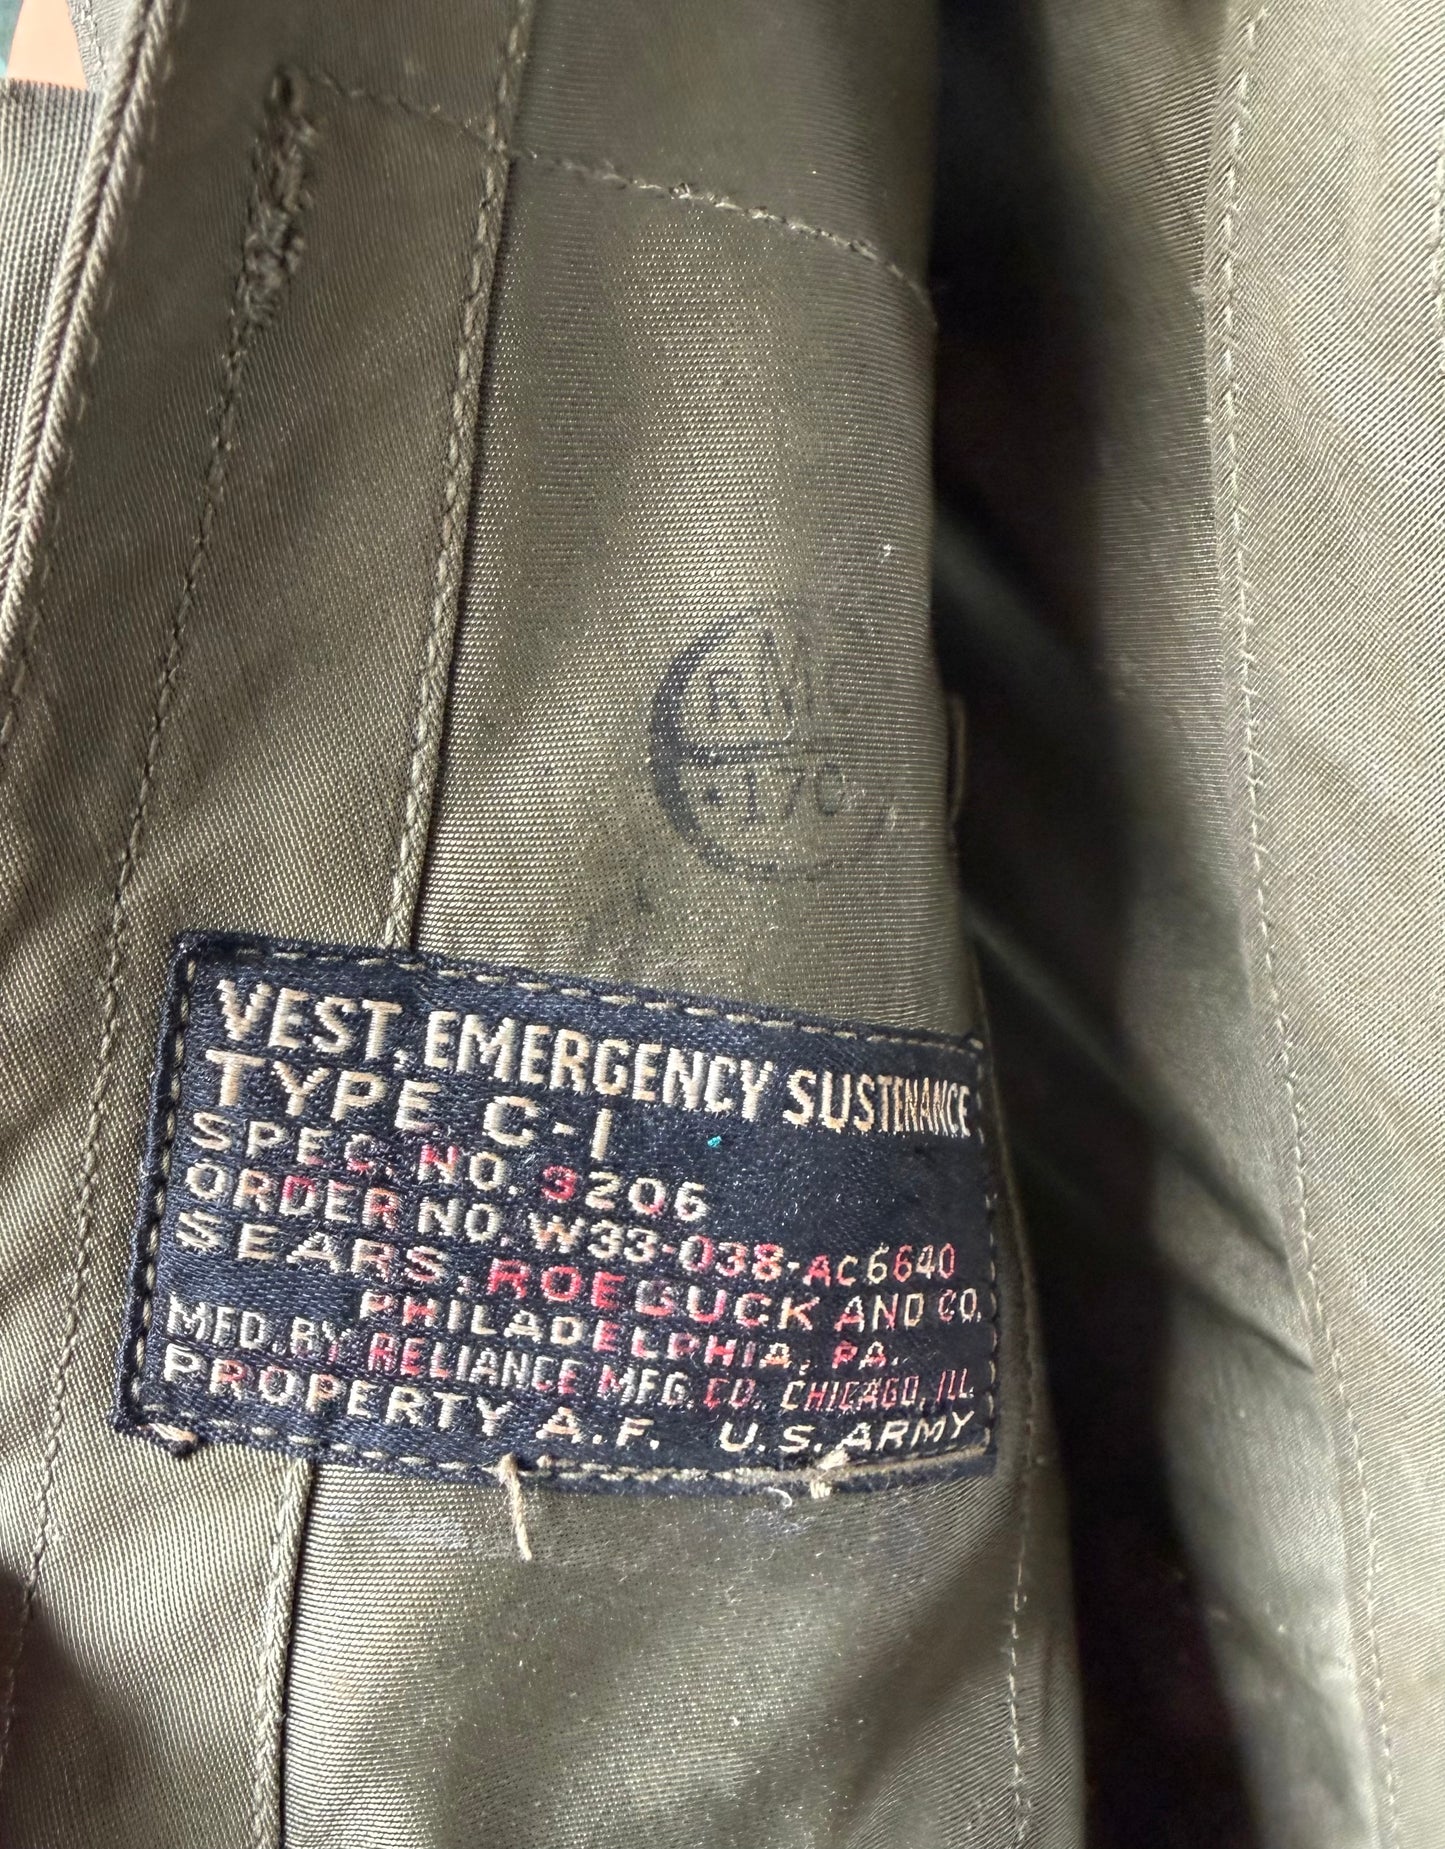 170
VEST, EMERGENCY SUSTENANCE
TYPE C-1
SPEC. NO. 3206
ORDER NO. W33-038-AC6640
SEARS, ROEBUCK AND CO.
PHILADELPHIA, PA.
MFD. BY RELIANCE MFG. CO., CHICAGO, ILL.
PROPERTY A.F. U.S. ARMY